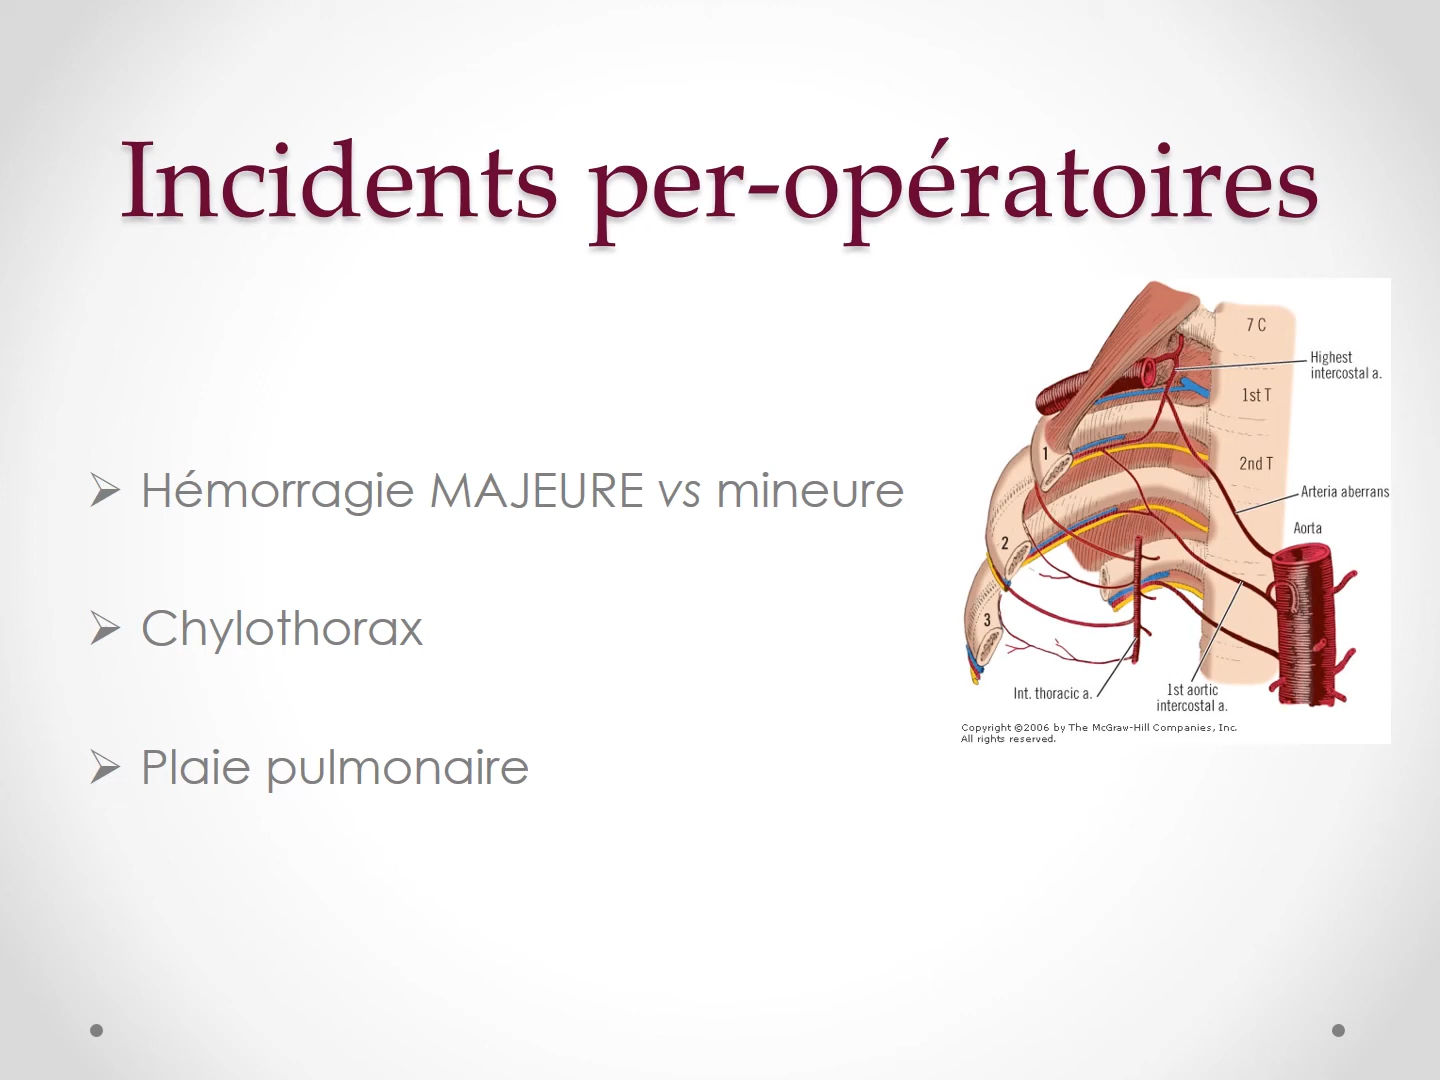 Incidents per-opératoires
Hémorragie MAJEURE vs mineure
Chylothorax
Plaie pulmonaire
7 C
Highest
intercostal a.
1st T
1
2nd T
Arteria aberrans
Aorta
2
3
Int. thoracic a.
1st aortic
intercostal a.
Copyright ©2006 by The McGraw-Hill Companies, Inc.
All rights reserved.